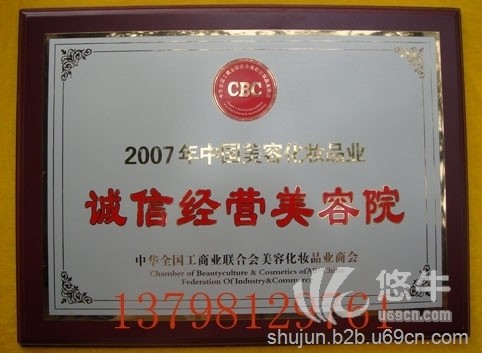 CBC
2007年中国美容化妆品业
诚信经营美容院
中华全国工商业联合会美容化妆品业商会
Chamber of Beautyculture & Cosmetics of All-China
Federation Of Industry&Commerce
13798129761
悠牛
u69cn.com
shujun.b2b.u69cn.com